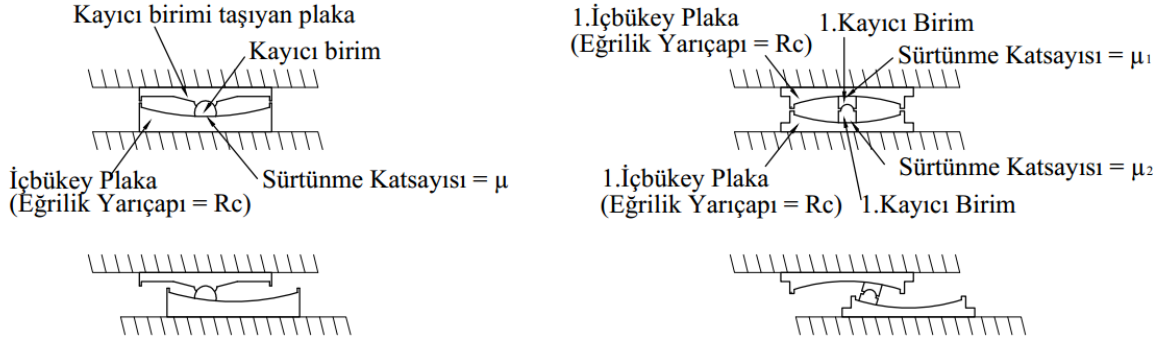 Kayıcı birimi taşıyan plaka
Kayıcı birim
İçbükey Plaka
(Eğrilik Yarıçapı = Rc)
Sürtünme Katsayısı = μ
1.İçbükey Plaka
(Eğrilik Yarıçapı = Rc)
1.Kayıcı Birim
Sürtünme Katsayısı = μ1
1.İçbükey Plaka
(Eğrilik Yarıçapı = Rc)
1.Kayıcı Birim
Sürtünme Katsayısı = μ2